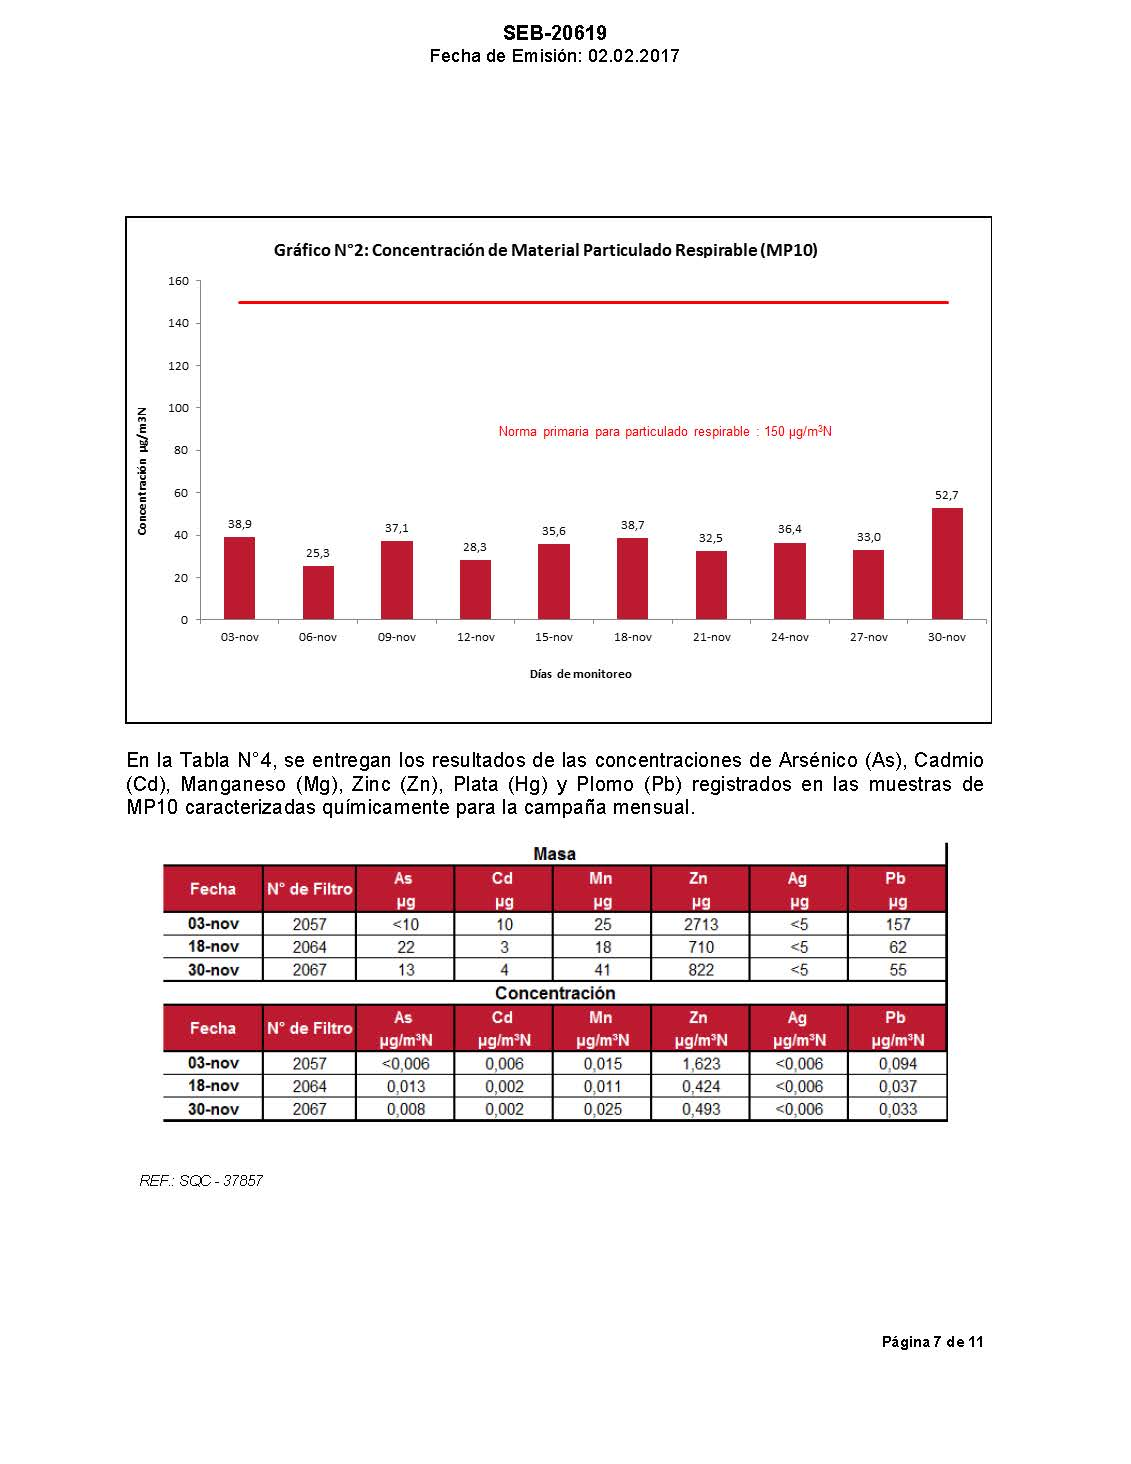 SEB-20619
Fecha de Emisión: 02.02.2017
Gráfico N°2: Concentración de Material Particulado Respirable (MP10)
160
140
120
100
80
60
40
20
0
Concentración µg/m3N
Norma primaria para particulado respirable : 150 µg/m³N
38,9 25,3 37,1 28,3 35,6 38,7 32,5 36,4 33,0 52,7
03-nov 06-nov 09-nov 12-nov 15-nov 18-nov 21-nov 24-nov 27-nov 30-nov
Días de monitoreo
En la Tabla N°4, se entregan los resultados de las concentraciones de Arsénico (As), Cadmio
(Cd), Manganeso (Mg), Zinc (Zn), Plata (Hg) y Plomo (Pb) registrados en las muestras de
MP10 caracterizadas químicamente para la campaña mensual.
Masa
Fecha N° de Filtro As Cd Mn Zn Ag Pb
µg µg µg µg µg µg
03-nov 2057 <10 10 25 2713 <5 157
18-nov 2064 22 3 18 710 <5 62
30-nov 2067 13 4 41 822 <5 55
Concentración
Fecha N° de Filtro As Cd Mn Zn Ag Pb
µg/m³N µg/m³N µg/m³N µg/m³N µg/m³N µg/m³N
03-nov 2057 <0,006 0,006 0,015 1,623 <0,006 0,094
18-nov 2064 0,013 0,002 0,011 0,424 <0,006 0,037
30-nov 2067 0,008 0,002 0,025 0,493 <0,006 0,033
REF.: SQC - 37857
Página 7 de 11